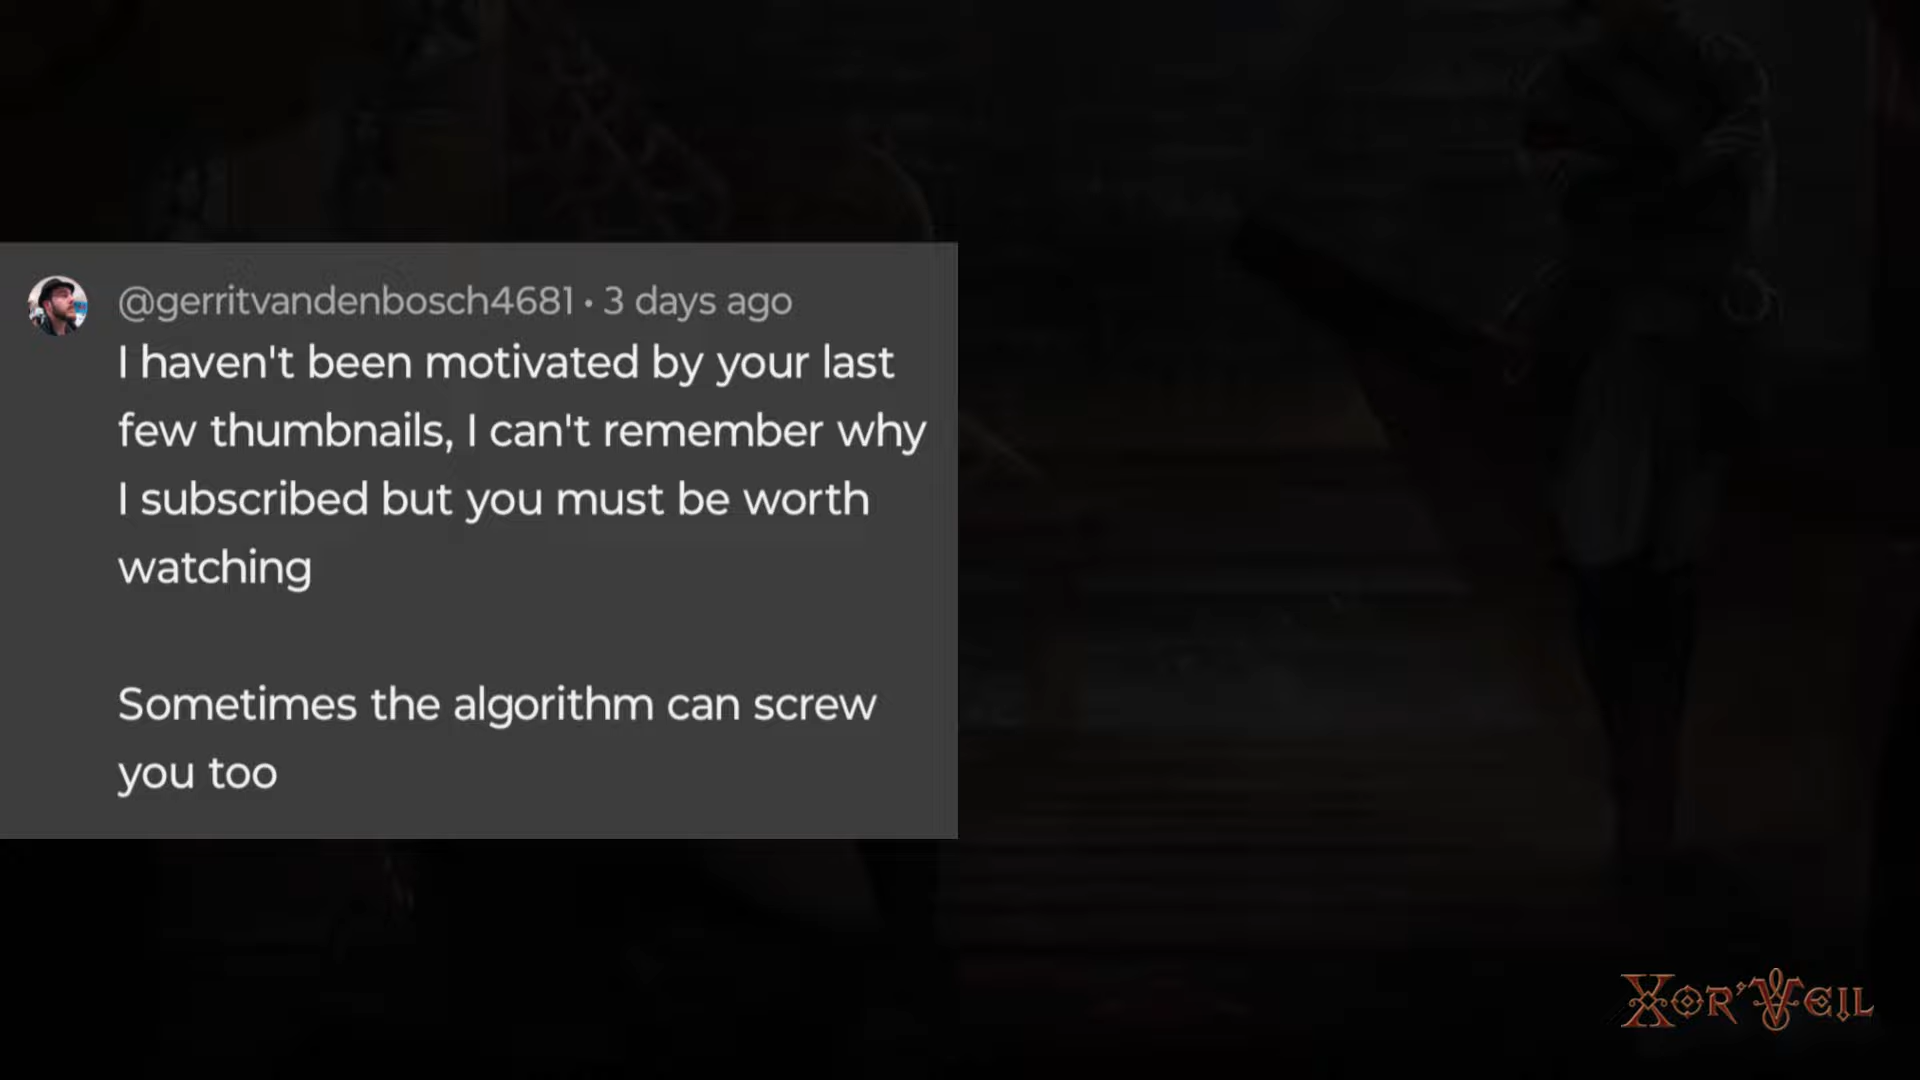 @gerritvandenbosch4681 • 3 days ago
I haven't been motivated by your last
few thumbnails, I can't remember why
I subscribed but you must be worth
watching
Sometimes the algorithm can screw
you too
Xor'Veil